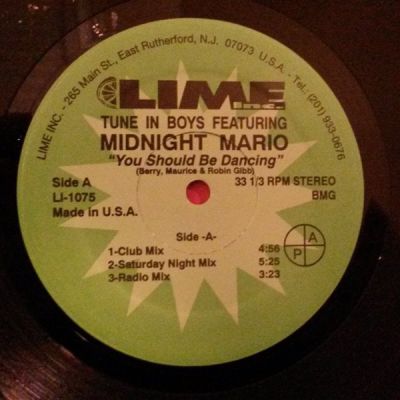 LIME INC. - 265 Main St., East Rutherford, N.J. 07073 U.S.A. - Tel. (201) 933-0676
LIME
Inc.
TUNE IN BOYS FEATURING
MIDNIGHT MARIO
"You Should Be Dancing"
(Berry, Maurice & Robin Gibb)
Side A
33 1/3 RPM STEREO
LI-1075
BMG
Made in U.S.A.
Side -A-
1-Club Mix 4:56
2-Saturday Night Mix 5:25
3-Radio Mix 3:23
A
P